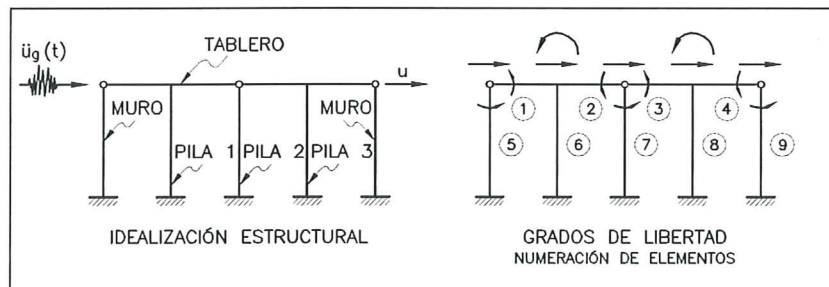 TABLERO
üg(t)
u
MURO
MURO
PILA 1
PILA 2
PILA 3
IDEALIZACIÓN ESTRUCTURAL
1
2
3
4
5
6
7
8
9
GRADOS DE LIBERTAD
NUMERACIÓN DE ELEMENTOS